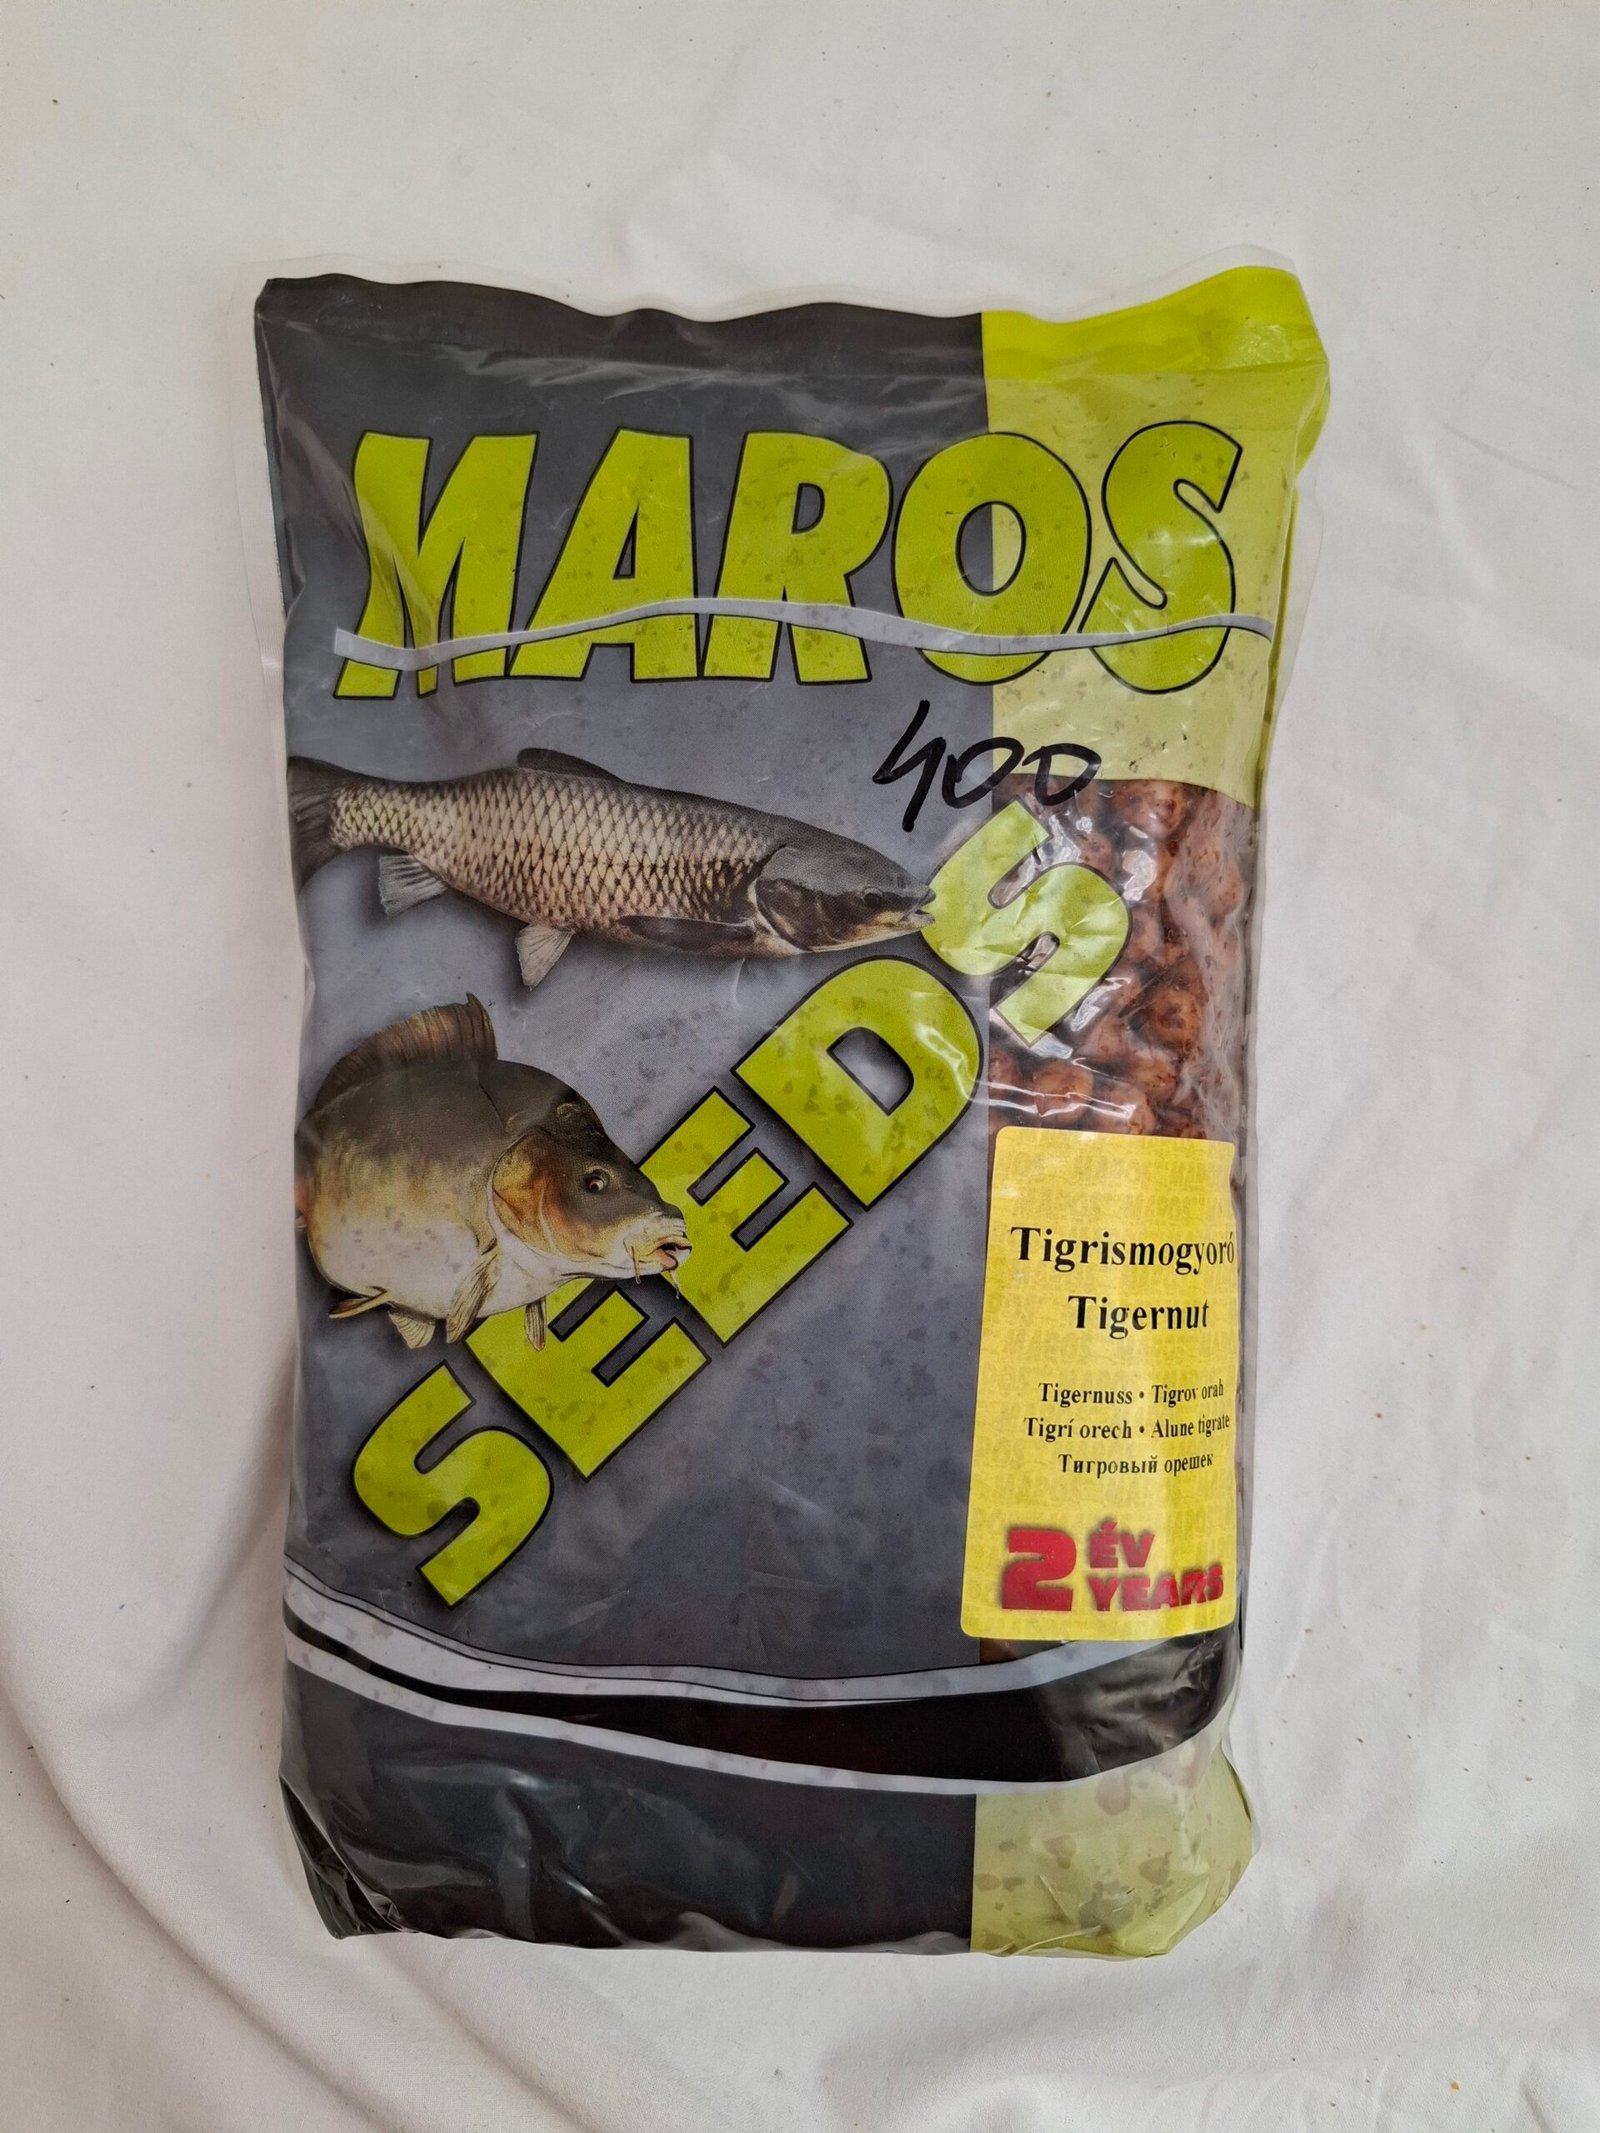 MAROS
400
SEEDS
Tigrismogyoró
Tigernut
Tigernuss • Tigrov orah
Tigrí orech • Alune tigrate
Тигровый орешек
2 ÉV
YEARS